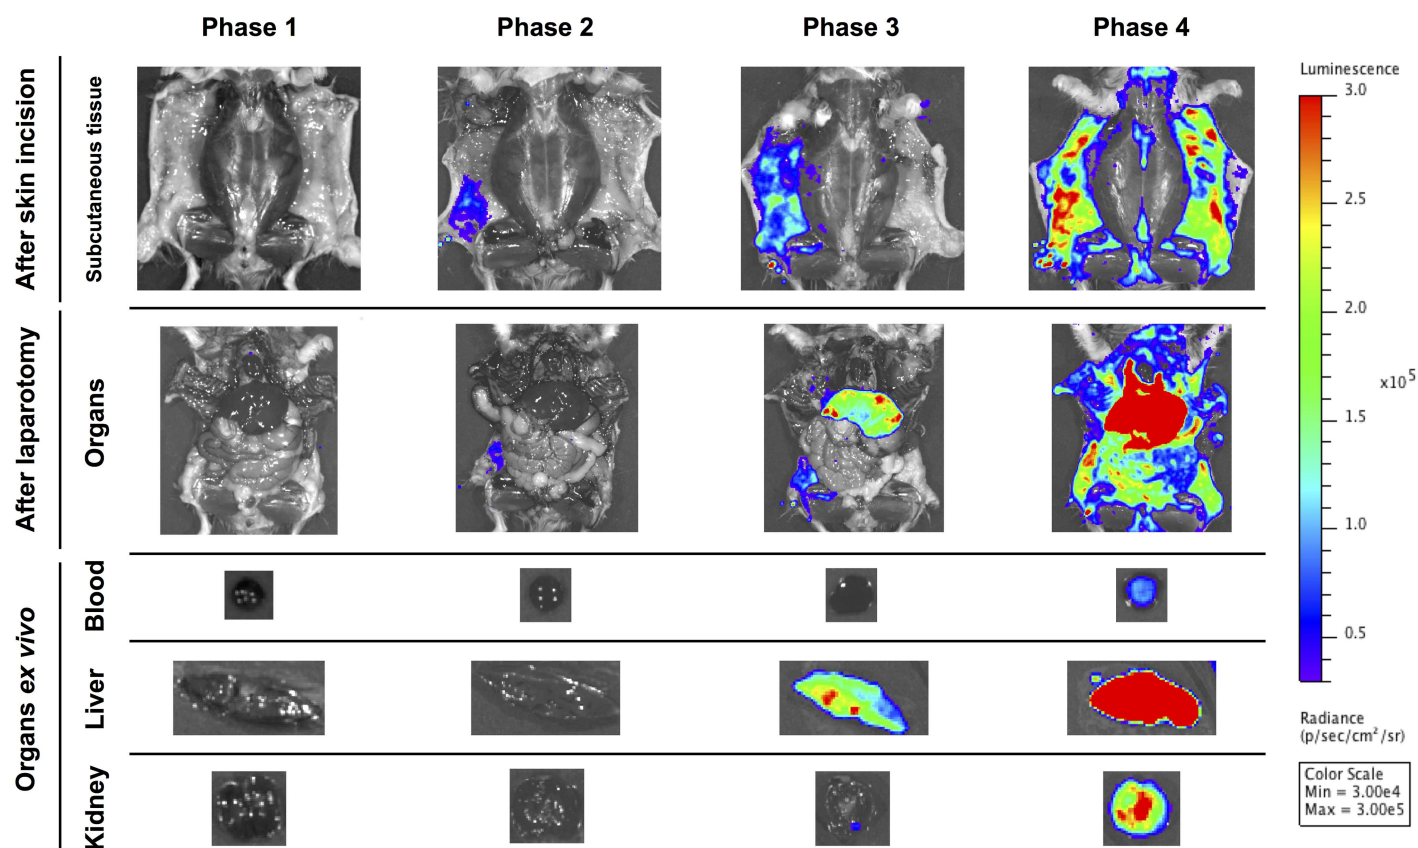 Phase 1
Phase 2
Phase 3
Phase 4
After skin incision
Subcutaneous tissue
After laparotomy
Organs
Organs ex vivo
Blood
Liver
Kidney
Luminescence
3.0
2.5
2.0
1.5
1.0
0.5
x10⁵
Radiance
(p/sec/cm²/sr)
Color Scale
Min = 3.00e4
Max = 3.00e5